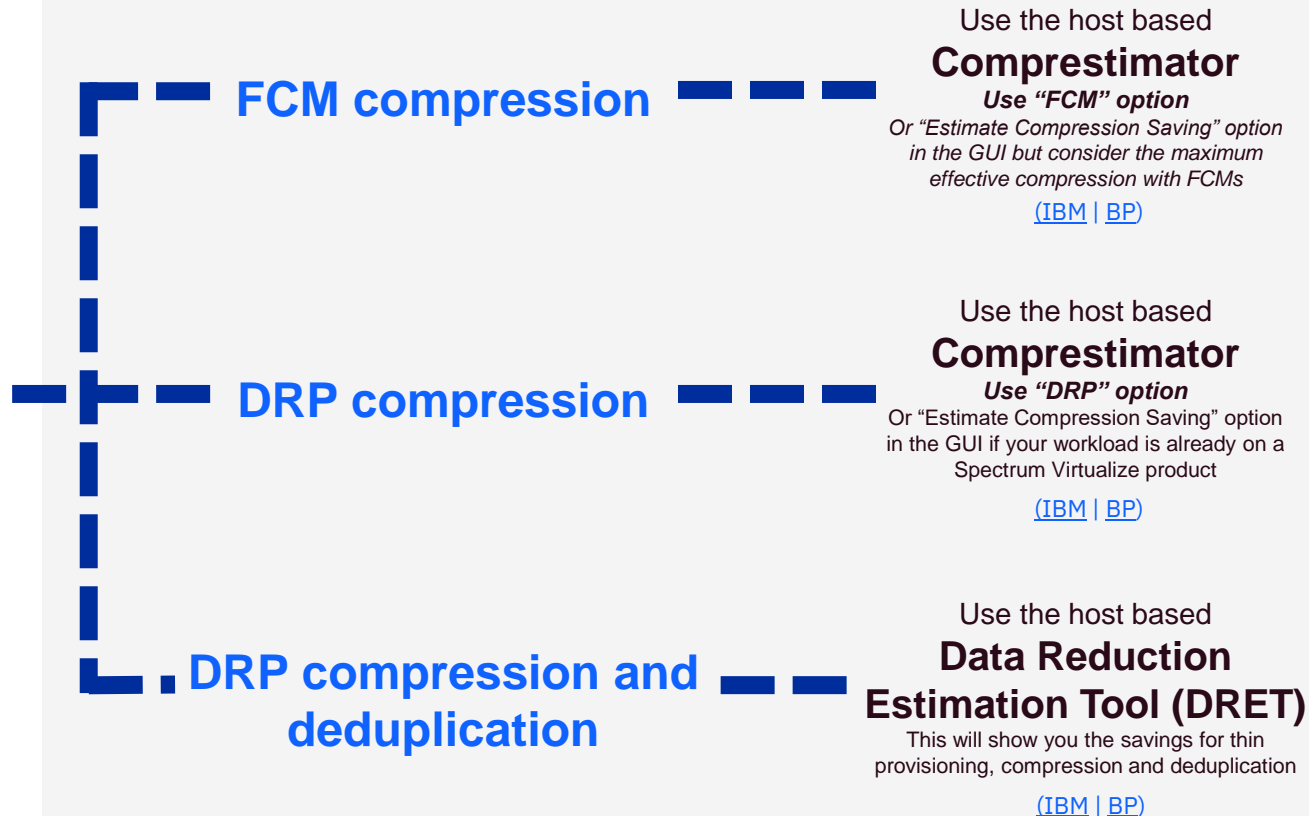 FCM compression
Use the host based
Comprestimator
Use “FCM” option
Or “Estimate Compression Saving” option
in the GUI but consider the maximum
effective compression with FCMs
(IBM | BP)
DRP compression
Use the host based
Comprestimator
Use “DRP” option
Or “Estimate Compression Saving” option
in the GUI if your workload is already on a
Spectrum Virtualize product
(IBM | BP)
DRP compression and
deduplication
Use the host based
Data Reduction
Estimation Tool (DRET)
This will show you the savings for thin
provisioning, compression and deduplication
(IBM | BP)